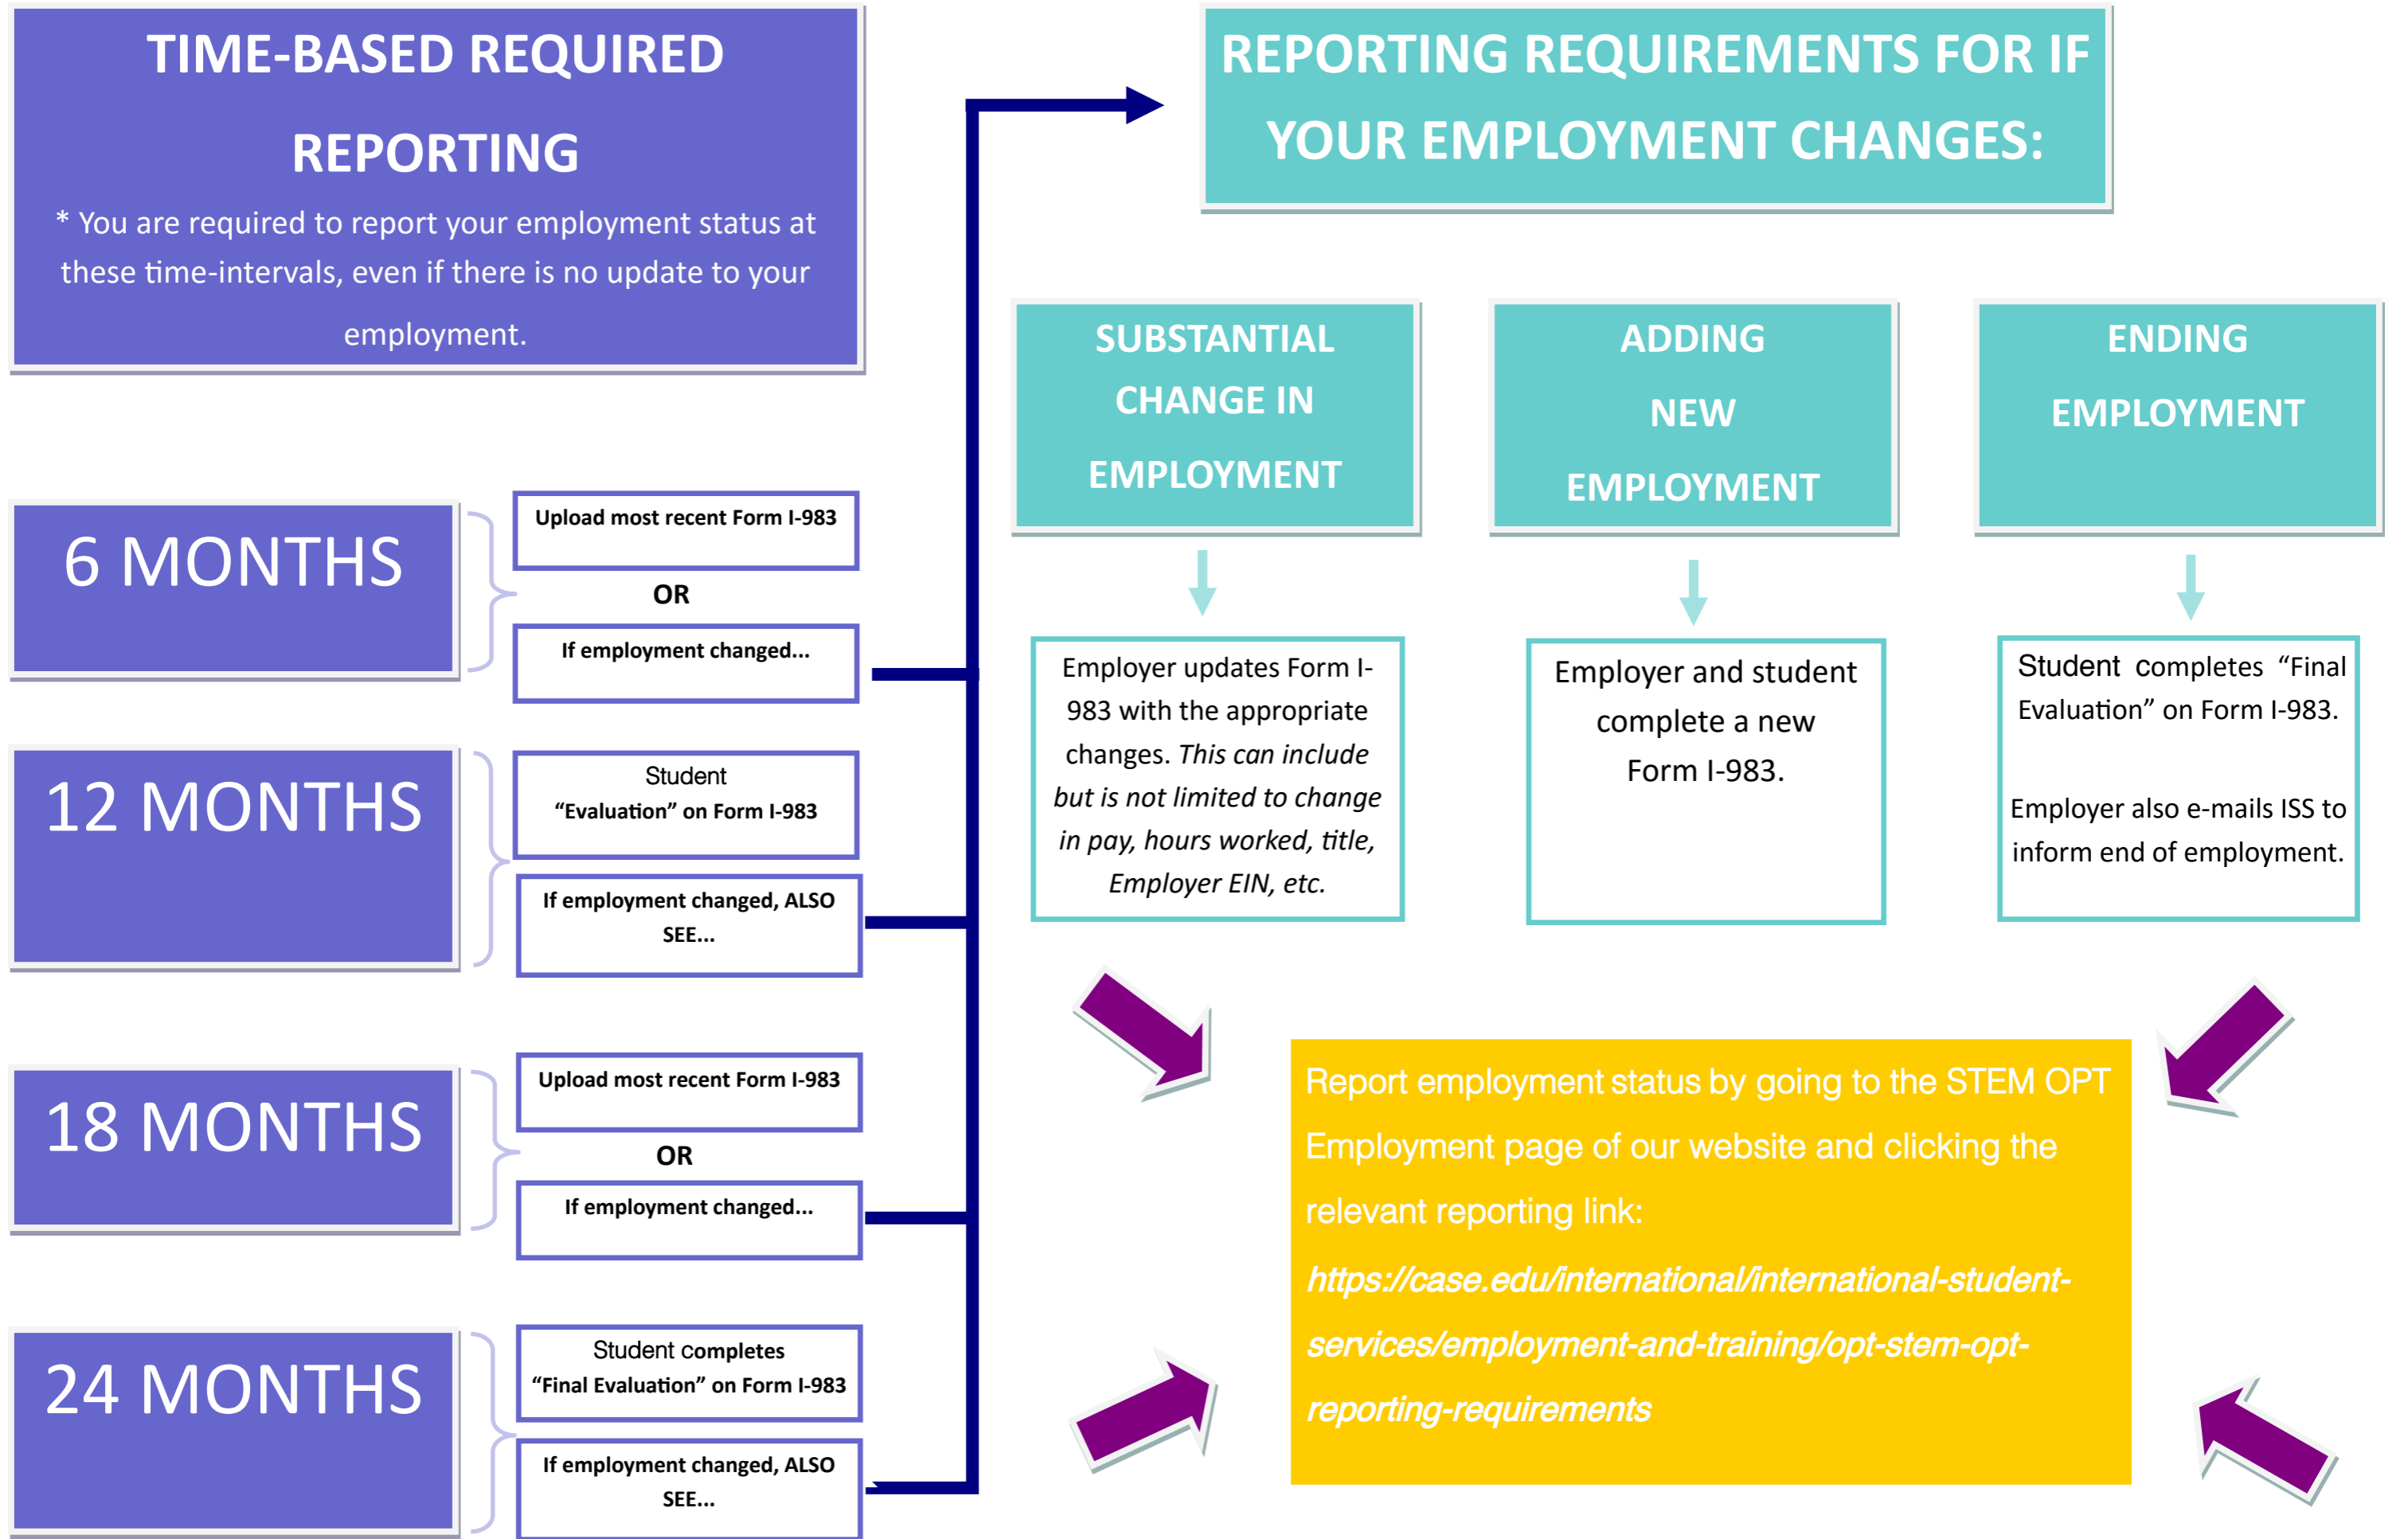 TIME-BASED REQUIRED
REPORTING
* You are required to report your employment status at
these time-intervals, even if there is no update to your
employment.
6 MONTHS
Upload most recent Form I-983
OR
If employment changed...
12 MONTHS
Student
“Evaluation” on Form I-983
If employment changed, ALSO
SEE...
18 MONTHS
Upload most recent Form I-983
OR
If employment changed...
24 MONTHS
Student completes
“Final Evaluation” on Form I-983
If employment changed, ALSO
SEE...
REPORTING REQUIREMENTS FOR IF
YOUR EMPLOYMENT CHANGES:
SUBSTANTIAL
CHANGE IN
EMPLOYMENT
Employer updates Form I-
983 with the appropriate
changes. This can include
but is not limited to change
in pay, hours worked, title,
Employer EIN, etc.
ADDING
NEW
EMPLOYMENT
Employer and student
complete a new
Form I-983.
ENDING
EMPLOYMENT
Student completes “Final
Evaluation” on Form I-983.
Employer also e-mails ISS to
inform end of employment.
Report employment status by going to the STEM OPT
Employment page of our website and clicking the
relevant reporting link:
https://case.edu/international/international-student-
services/employment-and-training/opt-stem-opt-
reporting-requirements